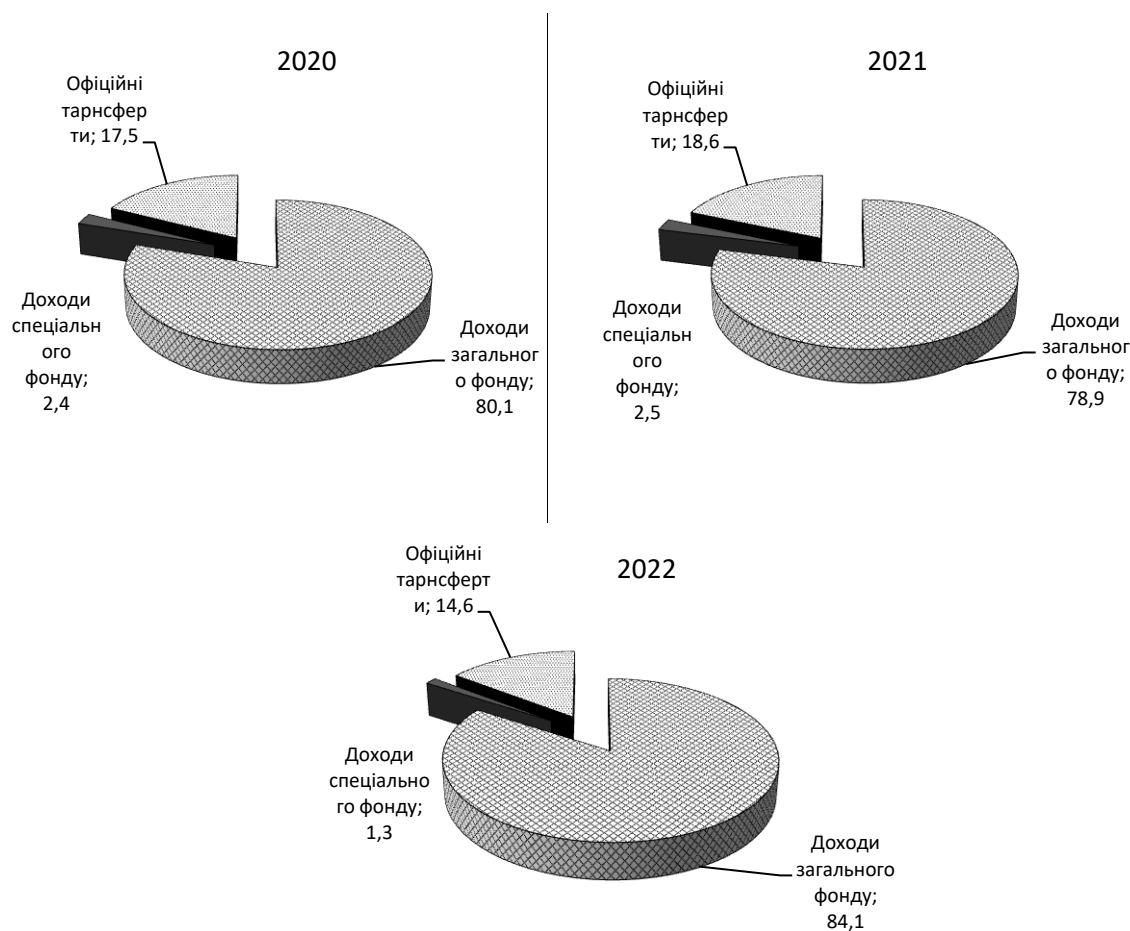 2020
Офіційні
тарнсфер
ти; 17,5
Доходи
спеціальн
ого
фонду;
2,4
Доходи
загальног
о фонду;
80,1
2021
Офіційні
тарнсфер
ти; 18,6
Доходи
спеціальн
ого
фонду;
2,5
Доходи
загальног
о фонду;
78,9
2022
Офіційні
тарнсферт
и; 14,6
Доходи
спеціально
го фонду;
1,3
Доходи
загального
фонду;
84,1